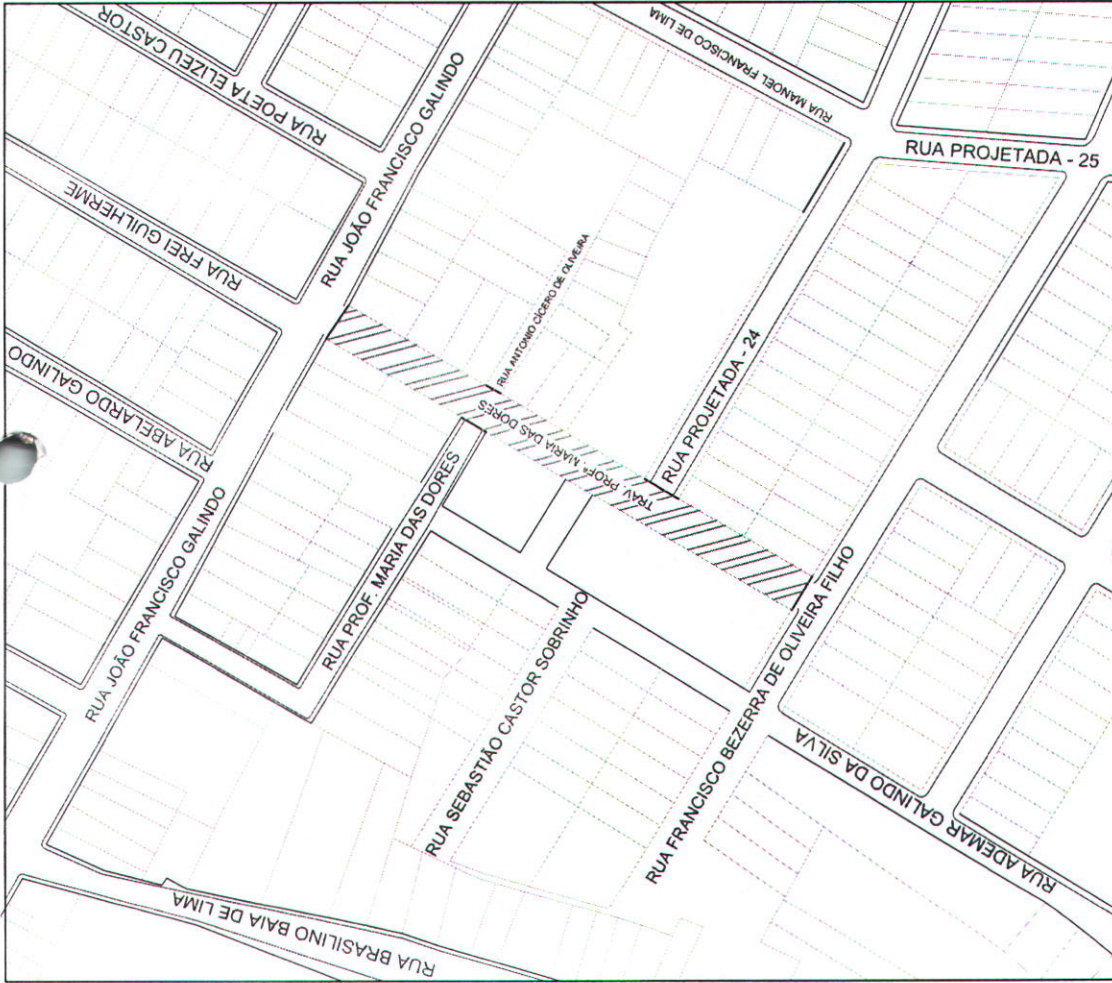 RUA POETA ELIZEU CASTOR
RUA MANOEL FRANCISCO DE LIMA
RUA JOÃO FRANCISCO GALINDO
RUA PROJETADA - 25
RUA FREI GUILHERME
RUA ANTONIO CÍCERO DE OLIVEIRA
RUA ABELARDO GALINDO
RUA PROJETADA - 24
TRAV. PROFª. MARIA DAS DORES
RUA JOÃO FRANCISCO GALINDO
RUA PROF. MARIA DAS DORES
RUA SEBASTIÃO CASTOR SOBRINHO
RUA FRANCISCO BEZERRA DE OLIVEIRA FILHO
RUA ADEMAR GALINDO DA SILVA
RUA BRASILINO BAIA DE LIMA